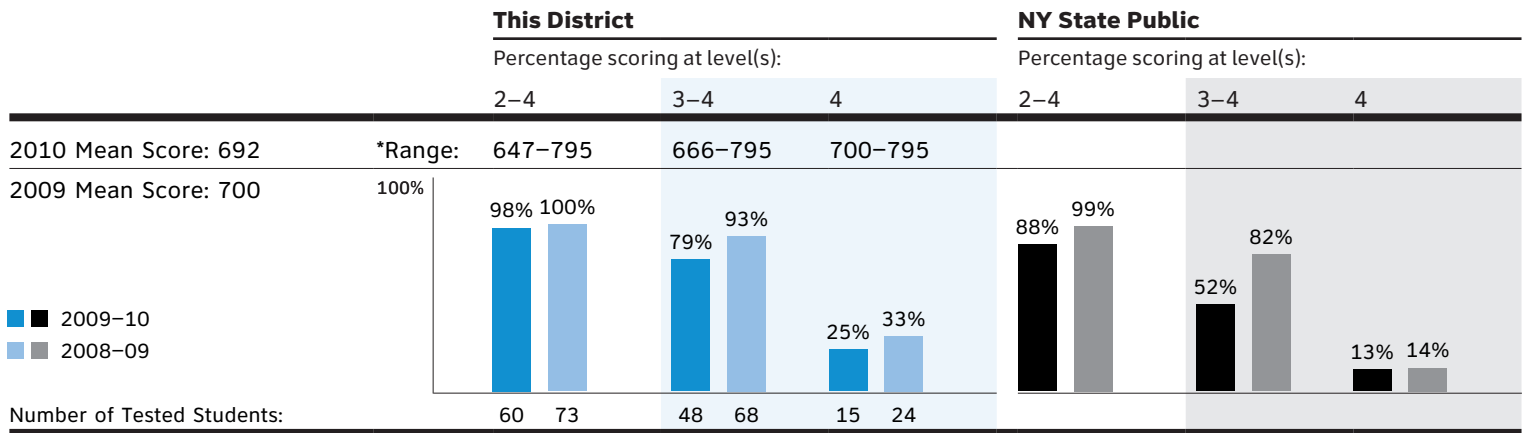 This District NY State Public
Percentage scoring at level(s): Percentage scoring at level(s):
2–4 3–4 4 2–4 3–4 4
2010 Mean Score: 692 *Range: 647–795 666–795 700–795
2009 Mean Score: 700 100%
98% 100% 79% 93% 25% 33% 88% 99% 52% 82% 13% 14%
2009–10
2008–09
Number of Tested Students: 60 73 48 68 15 24